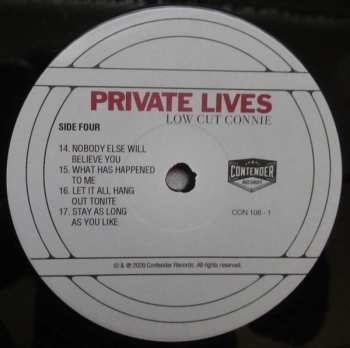 PRIVATE LIVES
LOW CUT CONNIE
SIDE FOUR
14. NOBODY ELSE WILL
BELIEVE YOU
15. WHAT HAS HAPPENED
TO ME
16. LET IT ALL HANG
OUT TONITE
17. STAY AS LONG
AS YOU LIKE
CONTENDER
RECORDS
CON 108 - 1
© & ℗ 2020 Contender Records. All rights reserved.